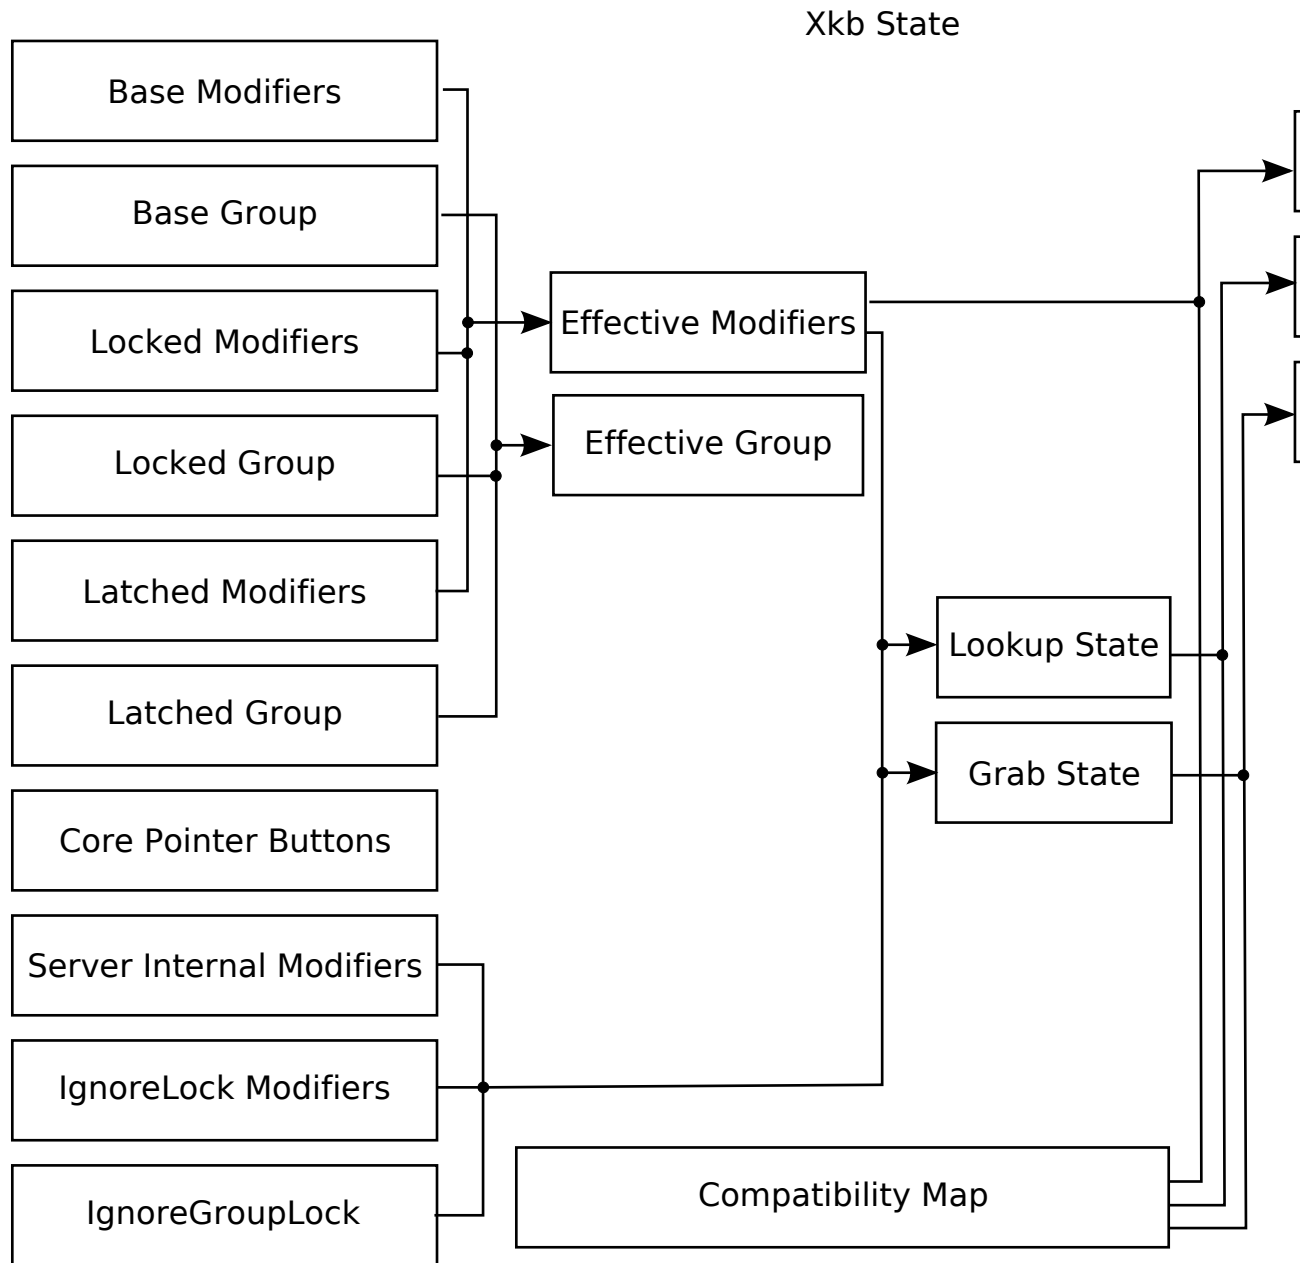 Xkb State
Base Modifiers
Base Group
Locked Modifiers
Locked Group
Latched Modifiers
Latched Group
Core Pointer Buttons
Server Internal Modifiers
IgnoreLock Modifiers
IgnoreGroupLock
Effective Modifiers
Effective Group
Lookup State
Grab State
Compatibility Map